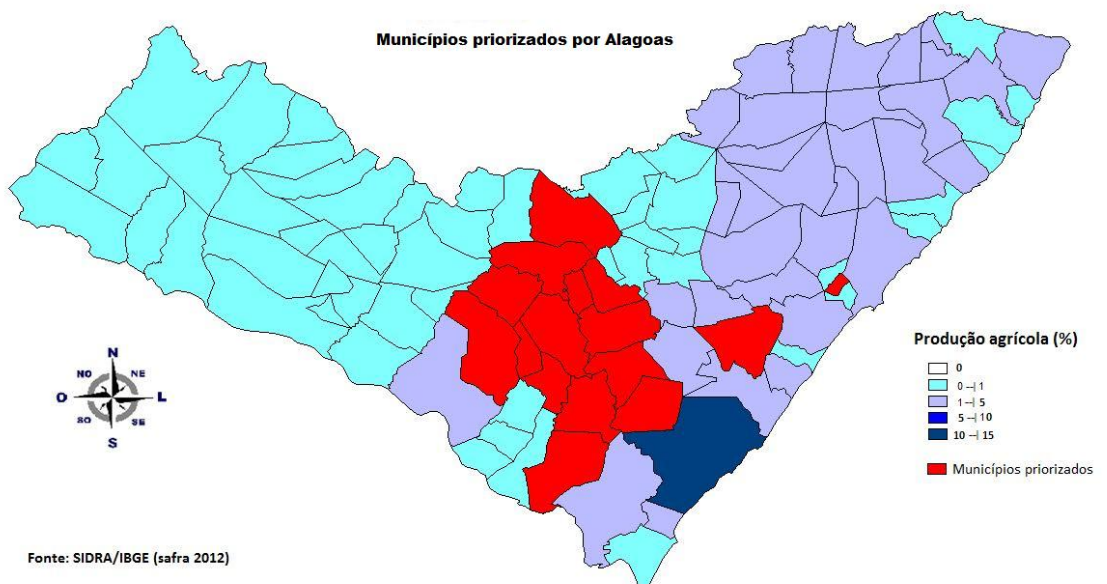 Municípios priorizados por Alagoas
N
NO NE
O L
SO SE
S
Produção agrícola (%)
0
0 --| 1
1 --| 5
5 --| 10
10 --| 15
Municípios priorizados
Fonte: SIDRA/IBGE (safra 2012)